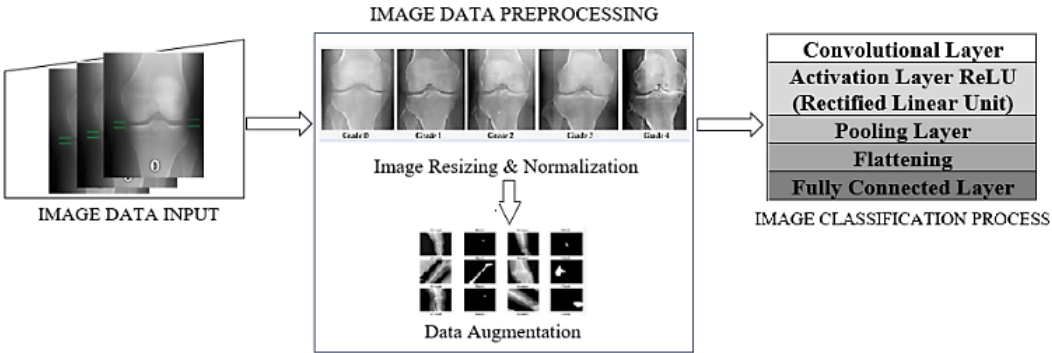 IMAGE DATA PREPROCESSING
0
IMAGE DATA INPUT
Grade 0 Grade 1 Grade 2 Grade 3 Grade 4
Image Resizing & Normalization
Data Augmentation
Convolutional Layer
Activation Layer ReLU
(Rectified Linear Unit)
Pooling Layer
Flattening
Fully Connected Layer
IMAGE CLASSIFICATION PROCESS